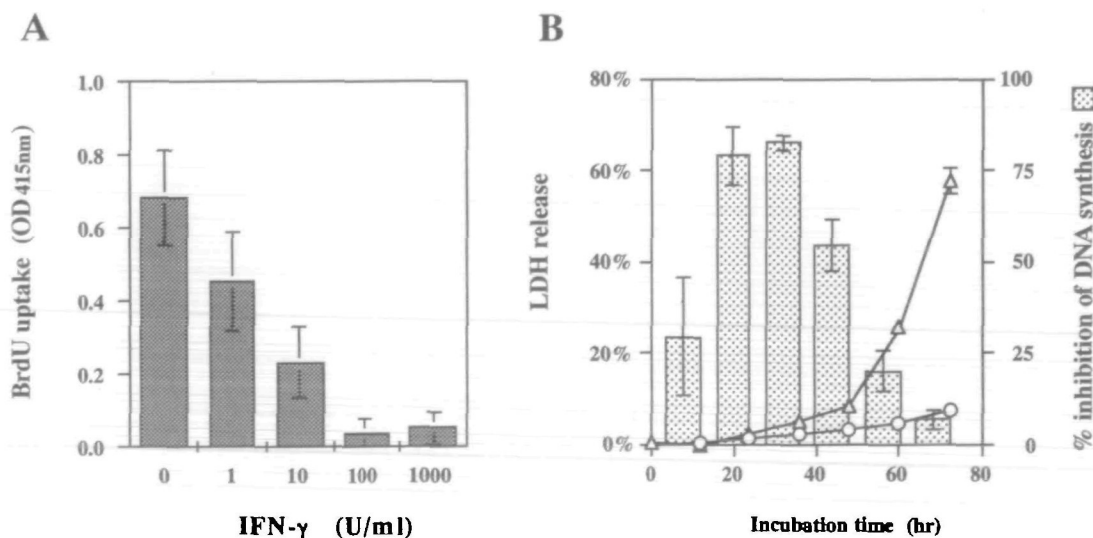 A
BrdU uptake (OD 415nm)
1.0
0.8
0.6
0.4
0.2
0.0
0 1 10 100 1000
IFN-γ (U/ml)
B
LDH release
80%
60%
40%
20%
0%
100
75
50
25
0
% inhibition of DNA synthesis
0 20 40 60 80
Incubation time (hr)